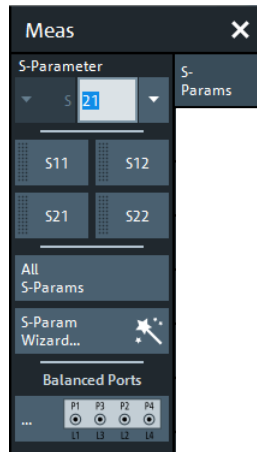 Meas
S-Parameter
S 21
S-
Params
S11 S12
S21 S22
All
S-Params
S-Param
Wizard...
Balanced Ports
... P1 P3 P2 P4
L1 L3 L2 L4